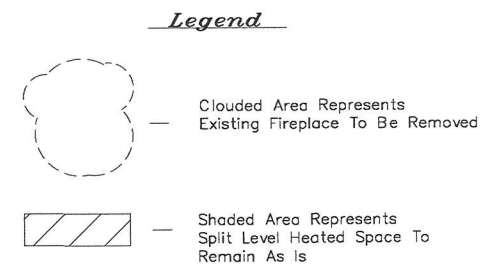 Legend
Clouded Area Represents
Existing Fireplace To Be Removed
Shaded Area Represents
Split Level Heated Space To
Remain As Is